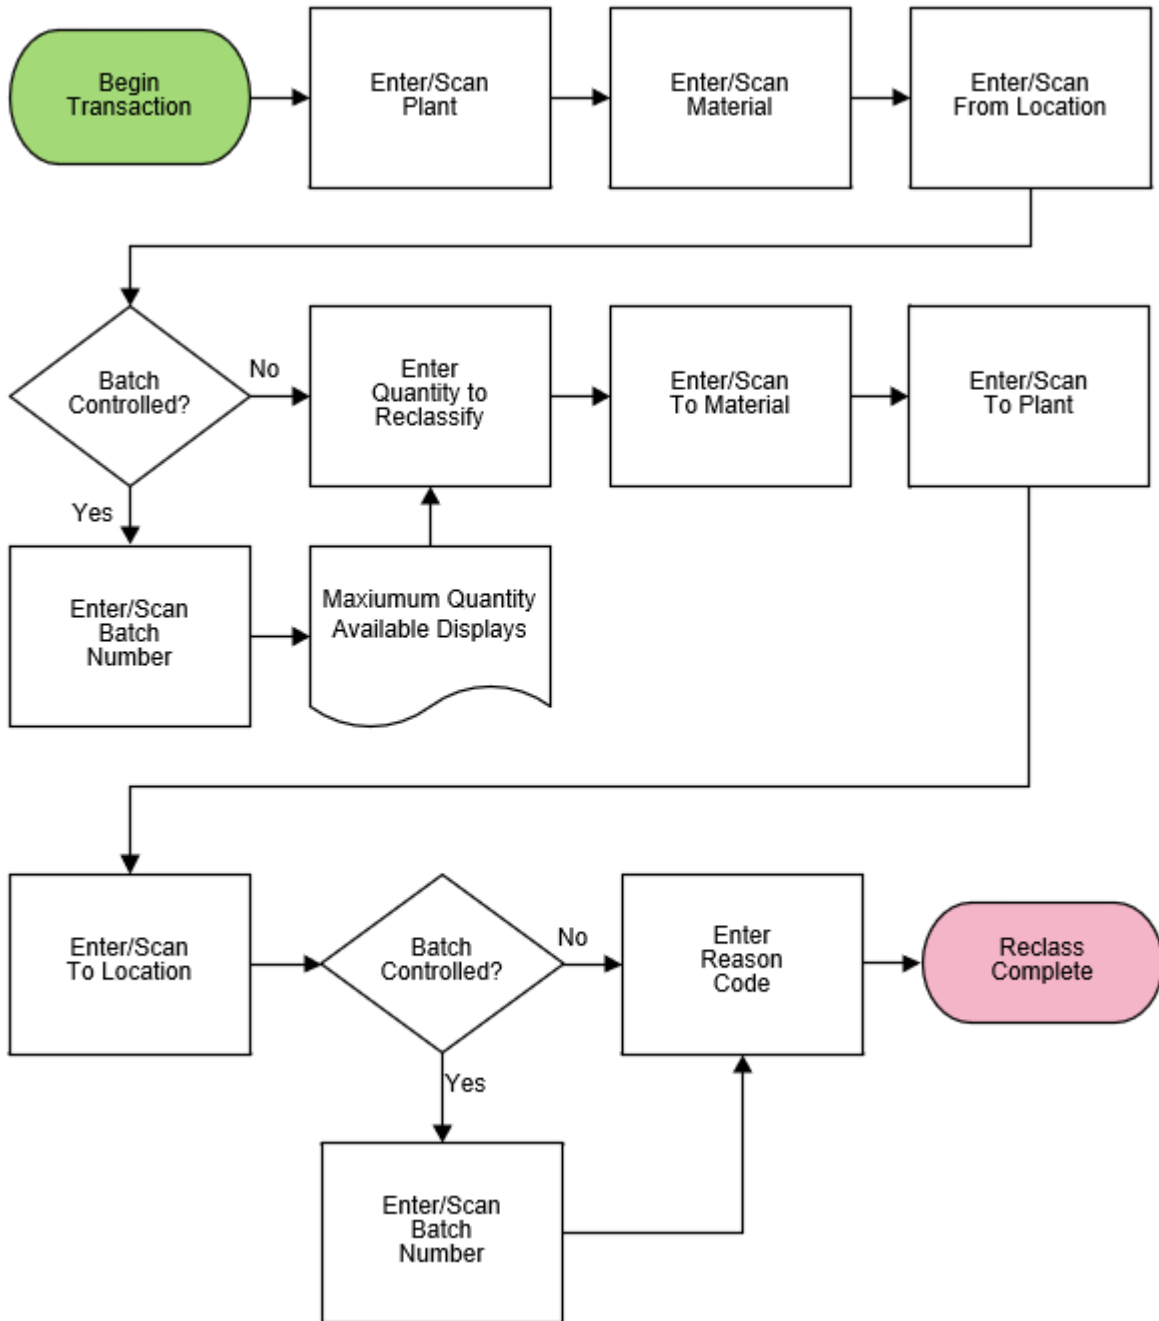 Begin
Transaction
Enter/Scan
Plant
Enter/Scan
Material
Enter/Scan
From Location
Batch
Controlled?
No
Yes
Enter
Quantity to
Reclassify
Enter/Scan
To Material
Enter/Scan
To Plant
Enter/Scan
Batch
Number
Maxiumum Quantity
Available Displays
Enter/Scan
To Location
Batch
Controlled?
No
Yes
Enter
Reason
Code
Reclass
Complete
Enter/Scan
Batch
Number